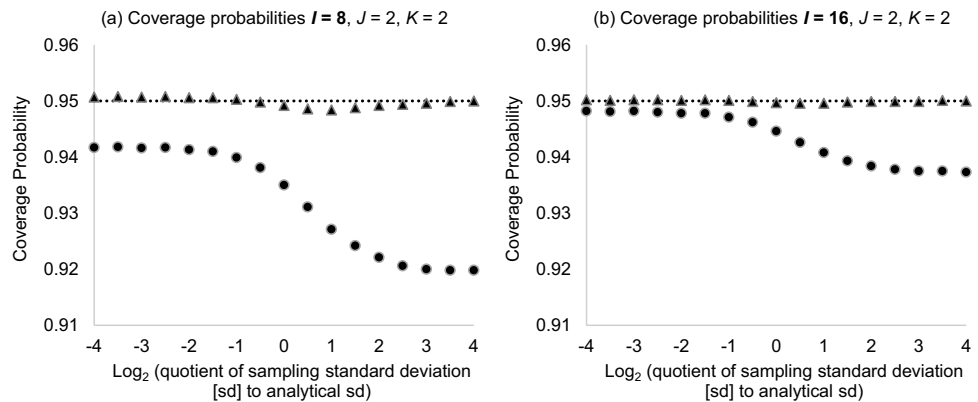 (a) Coverage probabilities I = 8, J = 2, K = 2
Coverage Probability
0.96
0.95
0.94
0.93
0.92
0.91
-4 -3 -2 -1 0 1 2 3 4
Log2 (quotient of sampling standard deviation
[sd] to analytical sd)
(b) Coverage probabilities I = 16, J = 2, K = 2
Coverage Probability
0.96
0.95
0.94
0.93
0.92
0.91
-4 -3 -2 -1 0 1 2 3 4
Log2 (quotient of sampling standard deviation
[sd] to analytical sd)